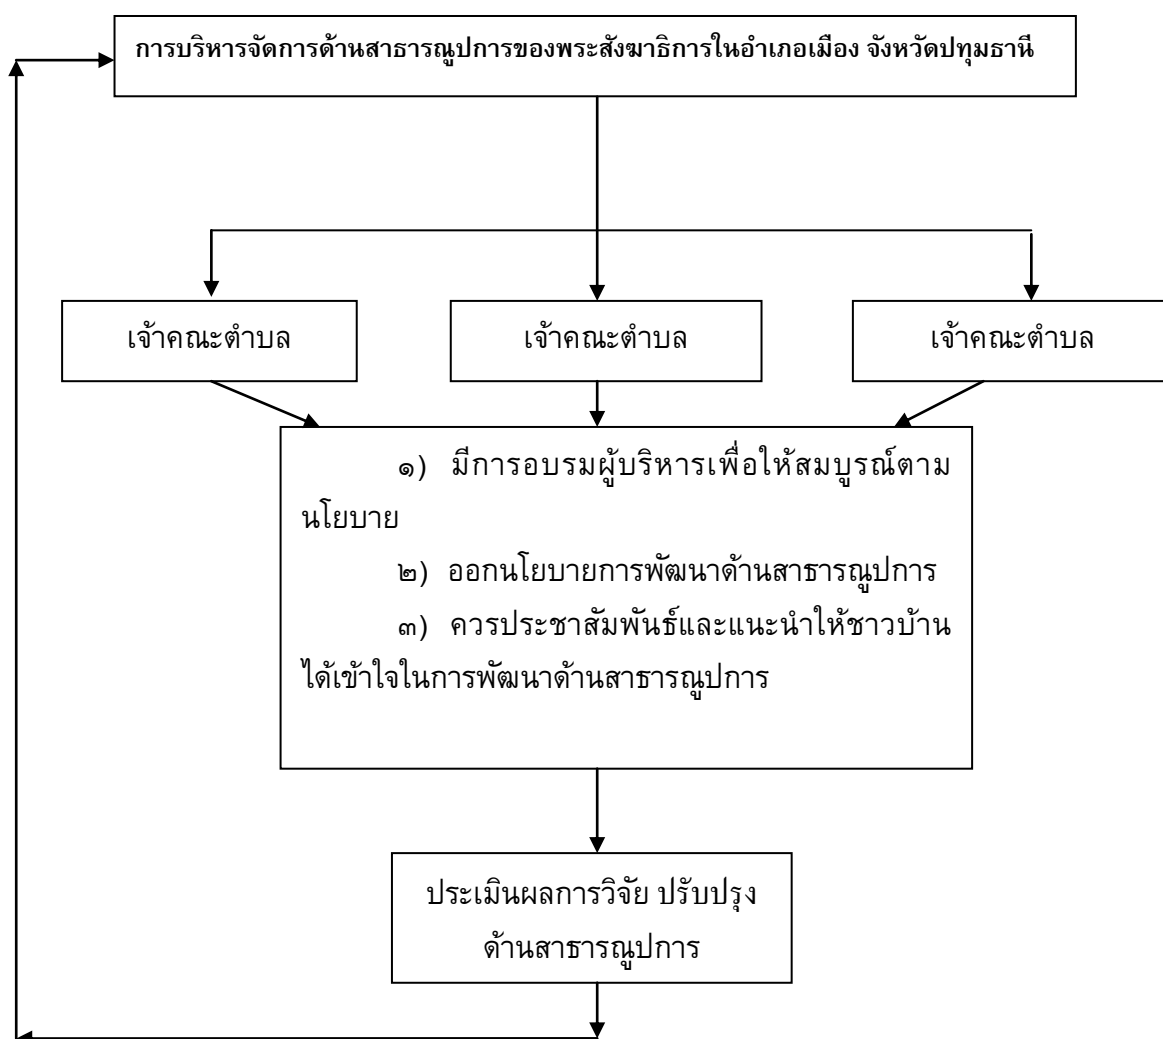 การบริหารจัดการด้านสาธารณูปการของพระสังฆาธิการในอำเภอเมือง จังหวัดปทุมธานี
เจ้าคณะตำบล
เจ้าคณะตำบล
เจ้าคณะตำบล
๑) มีการอบรมผู้บริหารเพื่อให้สมบูรณ์ตาม
นโยบาย
๒) ออกนโยบายการพัฒนาด้านสาธารณูปการ
๓) ควรประชาสัมพันธ์และแนะนำให้ชาวบ้าน
ได้เข้าใจในการพัฒนาด้านสาธารณูปการ
ประเมินผลการวิจัย ปรับปรุง
ด้านสาธารณูปการ